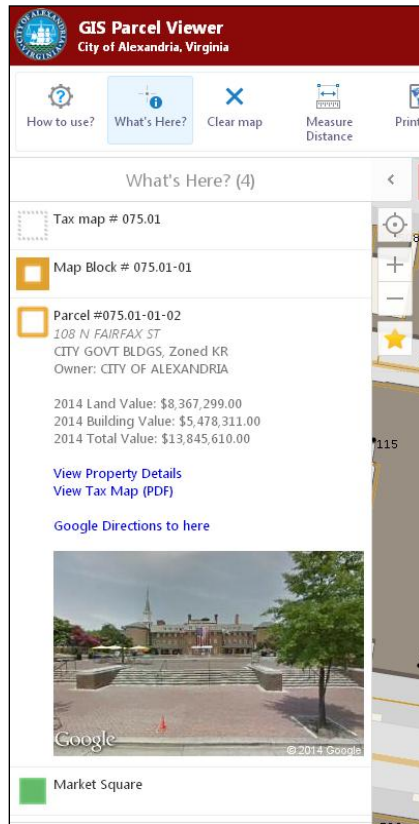 GIS Parcel Viewer
City of Alexandria, Virginia
How to use?
What's Here?
Clear map
Measure
Distance
Print
What's Here? (4)
Tax map # 075.01
Map Block # 075.01-01
Parcel #075.01-01-02
108 N FAIRFAX ST
CITY GOVT BLDGS, Zoned KR
Owner: CITY OF ALEXANDRIA
2014 Land Value: $8,367,299.00
2014 Building Value: $5,478,311.00
2014 Total Value: $13,845,610.00
View Property Details
View Tax Map (PDF)
Google Directions to here
Google
© 2014 Google
Market Square
8
115